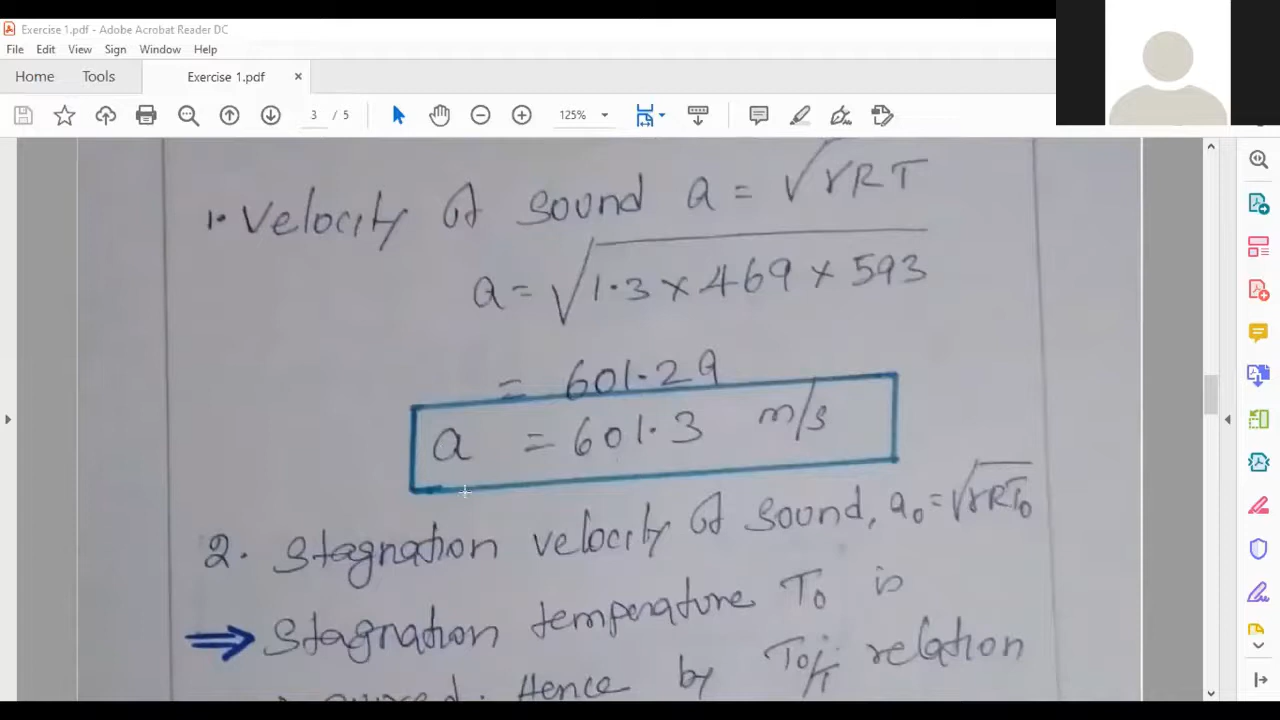 Exercise 1.pdf - Adobe Acrobat Reader DC
File Edit View Sign Window Help
Home Tools Exercise 1.pdf ×
3 / 5 125%
1. Velocity of sound a = √γRT
a = √1.3 × 469 × 593
= 601.29
a = 601.3 m/s
2. Stagnation velocity of sound, a₀ = √γRT₀
⇒ Stagnation temperature T₀ is
Hence by T₀/T relation